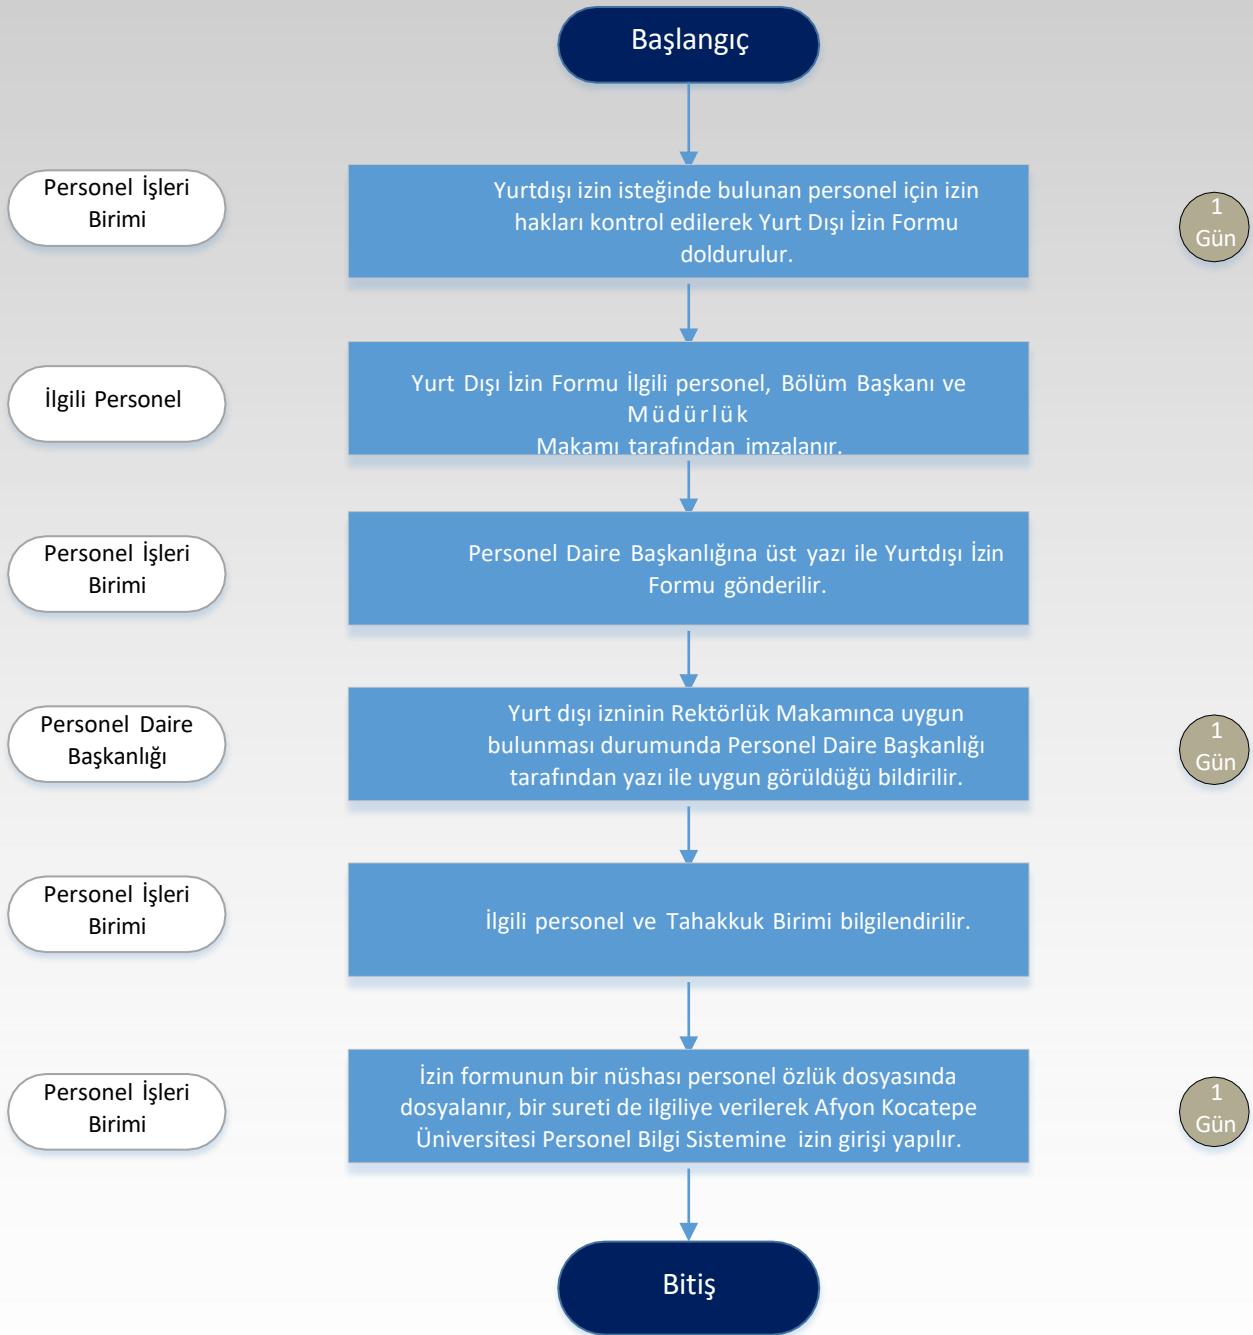 Başlangıç
Personel İşleri
Birimi
Yurtdışı izin isteğinde bulunan personel için izin
hakları kontrol edilerek Yurt Dışı İzin Formu
doldurulur.
1
Gün
İlgili Personel
Yurt Dışı İzin Formu İlgili personel, Bölüm Başkanı ve
Müdürlük
Makamı tarafından imzalanır.
Personel İşleri
Birimi
Personel Daire Başkanlığına üst yazı ile Yurtdışı İzin
Formu gönderilir.
Personel Daire
Başkanlığı
Yurt dışı izninin Rektörlük Makamınca uygun
bulunması durumunda Personel Daire Başkanlığı
tarafından yazı ile uygun görüldüğü bildirilir.
1
Gün
Personel İşleri
Birimi
İlgili personel ve Tahakkuk Birimi bilgilendirilir.
Personel İşleri
Birimi
İzin formunun bir nüshası personel özlük dosyasında
dosyalanır, bir sureti de ilgiliye verilerek Afyon Kocatepe
Üniversitesi Personel Bilgi Sistemine izin girişi yapılır.
1
Gün
Bitiş